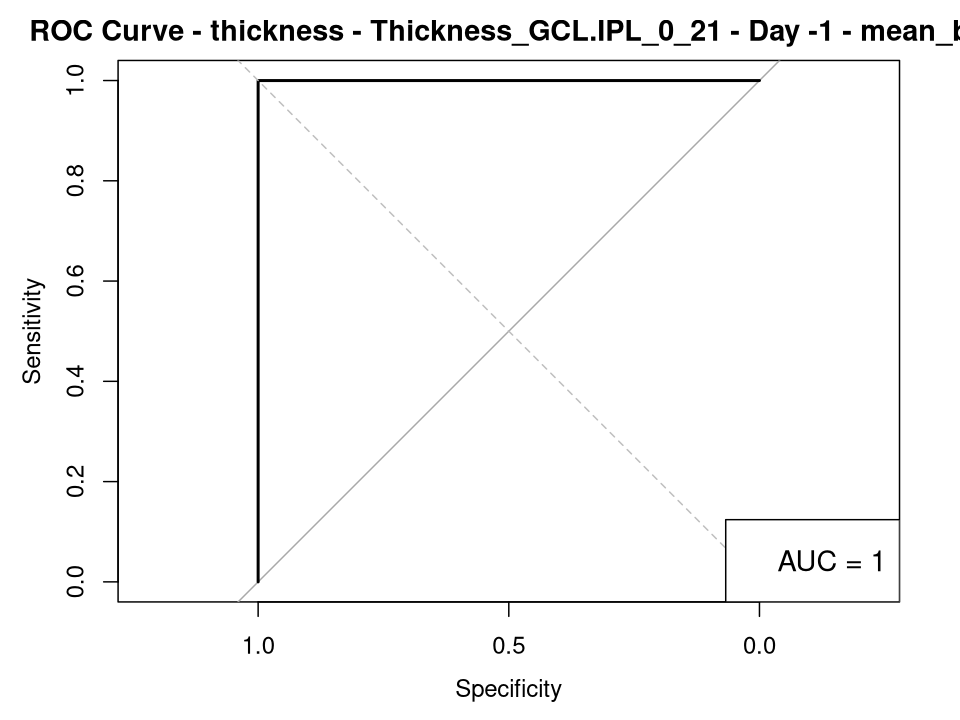 ROC Curve - thickness - Thickness_GCL.IPL_0_21 - Day -1 - mean_b
1.0
0.8
0.6
0.4
0.2
0.0
Sensitivity
AUC = 1
1.0 0.5 0.0
Specificity